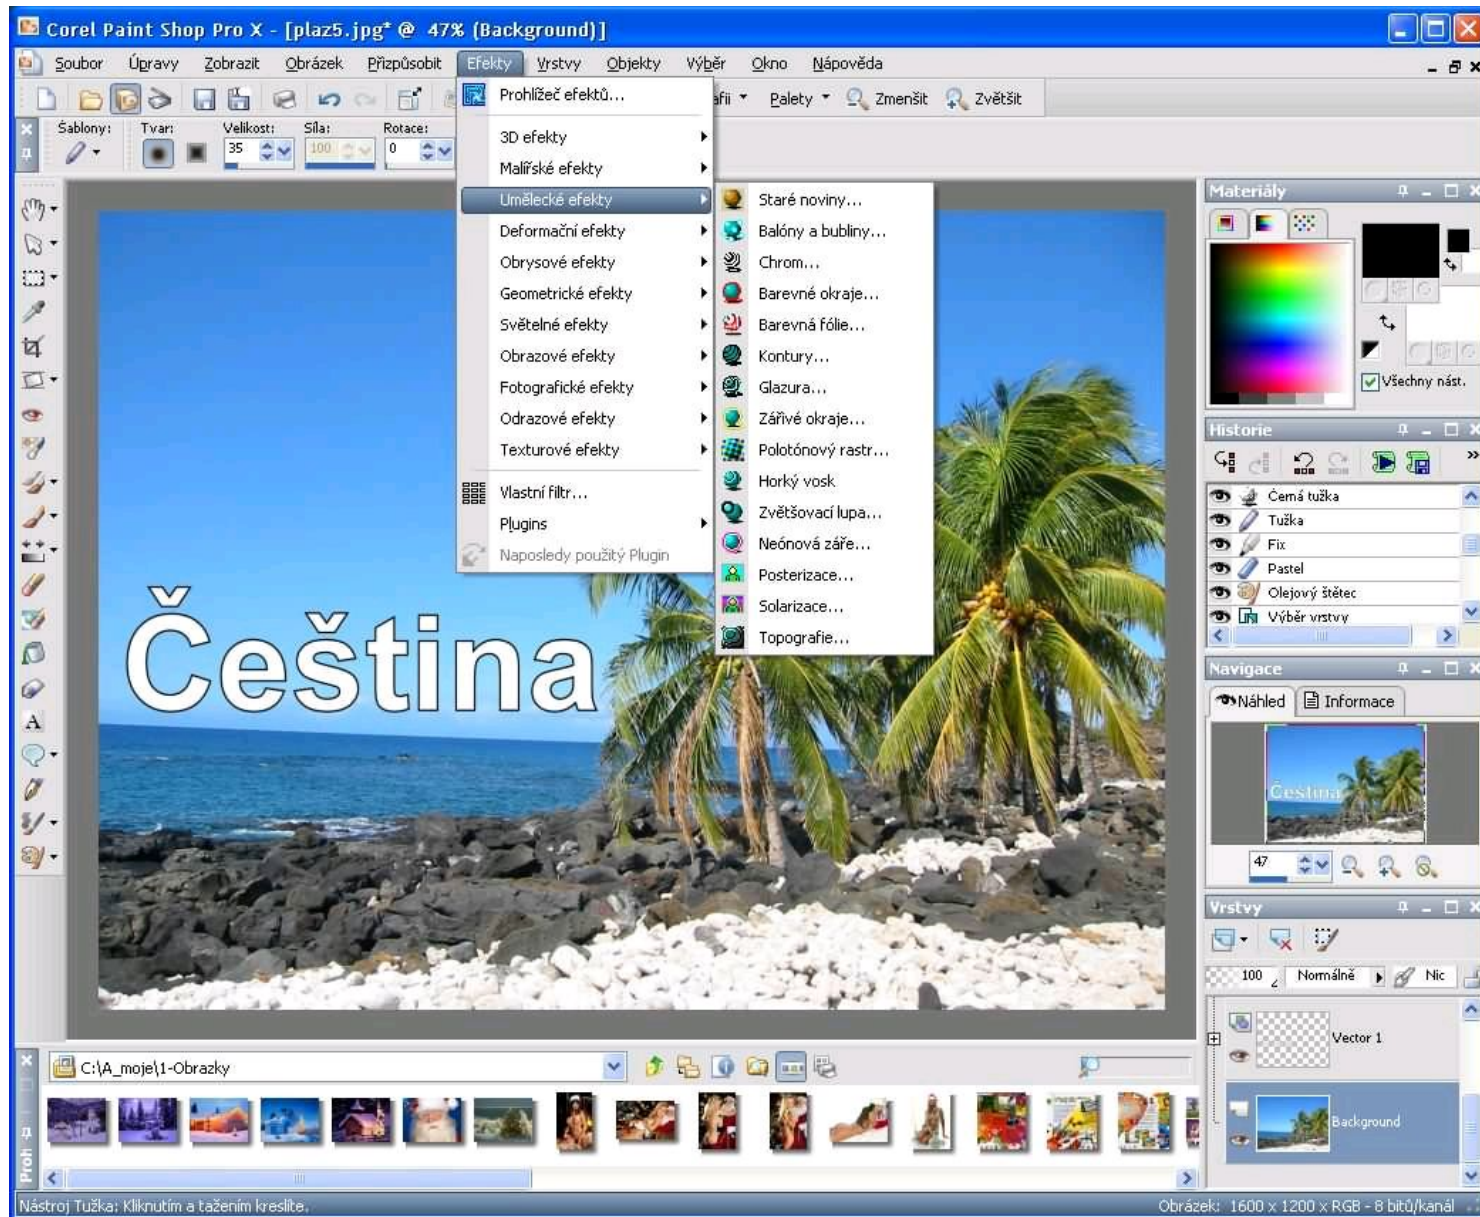 Corel Paint Shop Pro X - [plaz5.jpg* @ 47% (Background)]
Soubor Úpravy Zobrazit Obrázek Přizpůsobit Efekty Vrstvy Objekty Výběr Okno Nápověda
Palety Zmenšit Zvětšit
Šablony: Tvar: Velikost: Síla: Rotace:
35 100 0
Prohlížeč efektů...
3D efekty
Malířské efekty
Umělecké efekty
Deformační efekty
Obrysové efekty
Geometrické efekty
Světelné efekty
Obrazové efekty
Fotografické efekty
Odrazové efekty
Texturové efekty
Vlastní filtr...
Plugins
Naposledy použitý Plugin
Staré noviny...
Balóny a bubliny...
Chrom...
Barevné okraje...
Barevná fólie...
Kontury...
Glazura...
Zářivé okraje...
Polotónový rastr...
Horký vosk
Zvětšovací lupa...
Neónová záře...
Posterizace...
Solarizace...
Topografie...
Čeština
Materiály
Všechny nást.
Historie
Černá tužka
Tužka
Fix
Pastel
Olejový štětec
Výběr vrstvy
Navigace
Náhled Informace
Čeština
47
Vrstvy
100 Normálně Nic
Vector 1
Background
C:\A_moje\1-Obrazky
Proh
Nástroj Tužka: Kliknutím a tažením kreslíte.
Obrázek: 1600 x 1200 x RGB - 8 bitů/kanál